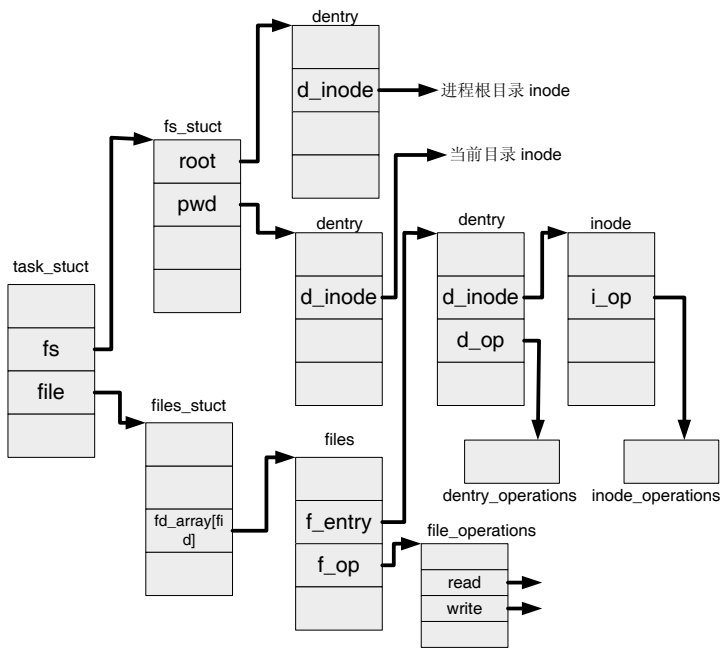 dentry
d_inode
进程根目录 inode
fs_stuct
root
当前目录 inode
pwd
dentry
dentry
inode
task_stuct
d_inode
d_inode
i_op
fs
d_op
file
files_stuct
files
dentry_operations
inode_operations
fd_array[fi
d]
f_entry
file_operations
f_op
read
write